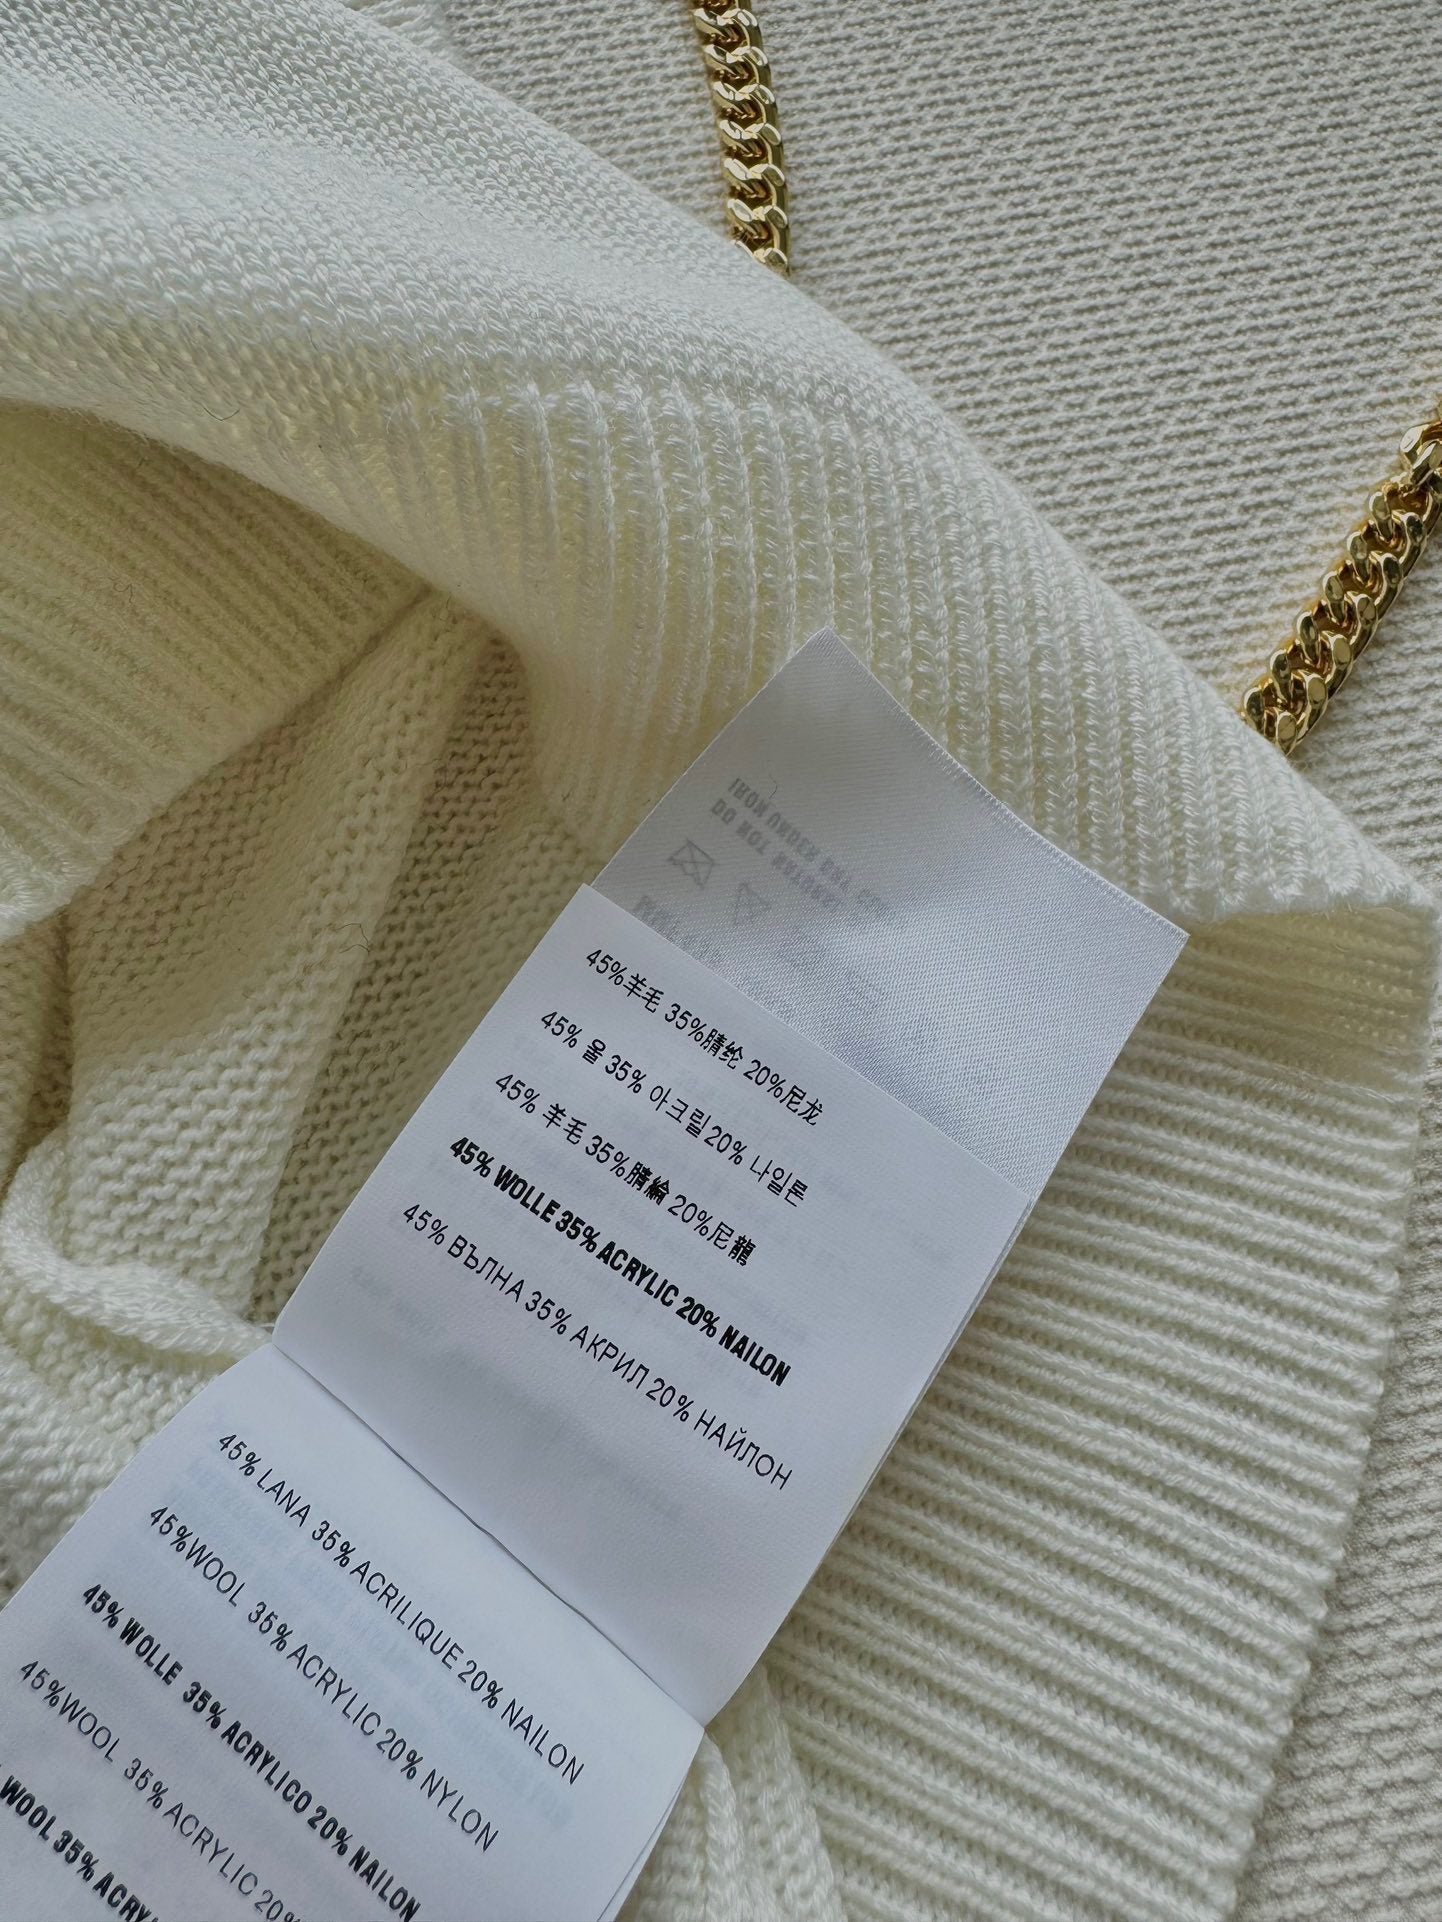 45%羊毛 35%腈纶 20%尼龙
45% 울 35% 아크릴 20% 나일론
45% 羊毛 35%腈綸 20%尼龍
45% WOLLE 35% ACRYLIC 20% NAILON
45% ВЪЛНА 35% АКРИЛ 20% НАЙЛОН
45% LANA 35% ACRILIQUE 20% NAILON
45%WOOL 35% ACRYLIC 20% NYLON
45% WOLLE 35% ACRYLICO 20% NAILON
45%WOOL 35% ACRYLIC 20%
WOOL 35% ACRY